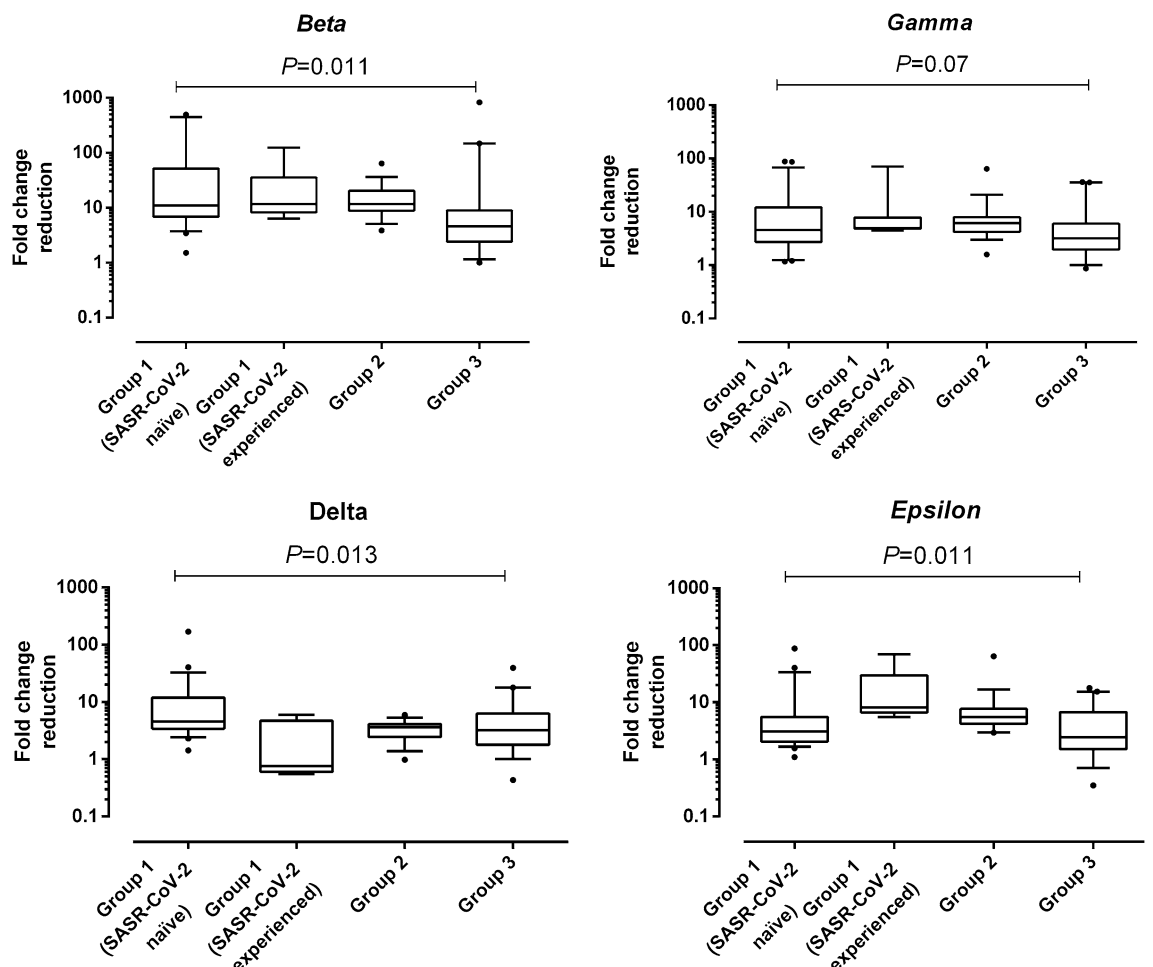 Beta
P=0.011
Fold change
reduction
1000
100
10
1
0.1
Group 1
(SASR-CoV-2
naïve)
Group 1
(SASR-CoV-2
experienced)
Group 2
Group 3
Gamma
P=0.07
Fold change
reduction
1000
100
10
1
0.1
Group 1
(SASR-CoV-2
naïve)
Group 1
(SARS-CoV-2
experienced)
Group 2
Group 3
Delta
P=0.013
Fold change
reduction
1000
100
10
1
0.1
Group 1
(SASR-CoV-2
naïve)
Group 1
(SASR-CoV-2
experienced)
Group 2
Group 3
Epsilon
P=0.011
Fold change
reduction
1000
100
10
1
0.1
Group 1
(SASR-CoV-2
naïve)
Group 1
(SASR-CoV-2
experienced)
Group 2
Group 3